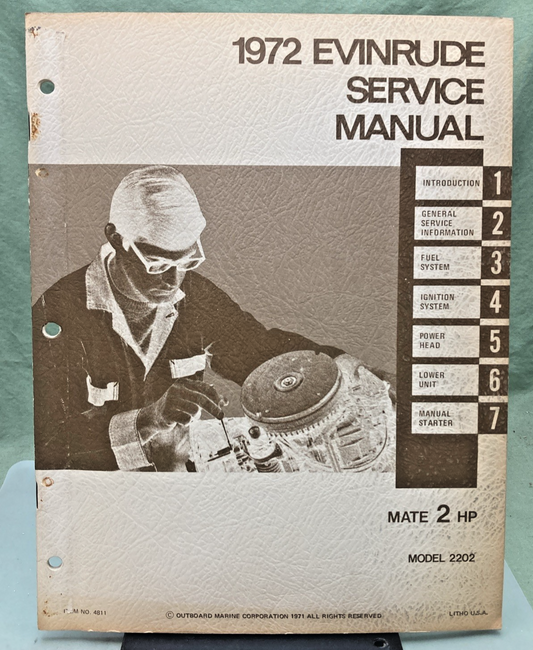 1972 EVINRUDE
SERVICE
MANUAL
INTRODUCTION 1
GENERAL
SERVICE
INFORMATION
2
FUEL
SYSTEM
3
IGNITION
SYSTEM
4
POWER
HEAD
5
LOWER
UNIT
6
MANUAL
STARTER
7
MATE 2 HP
MODEL 2202
ITEM NO. 4811
© OUTBOARD MARINE CORPORATION 1971 ALL RIGHTS RESERVED
LITHO U.S.A.